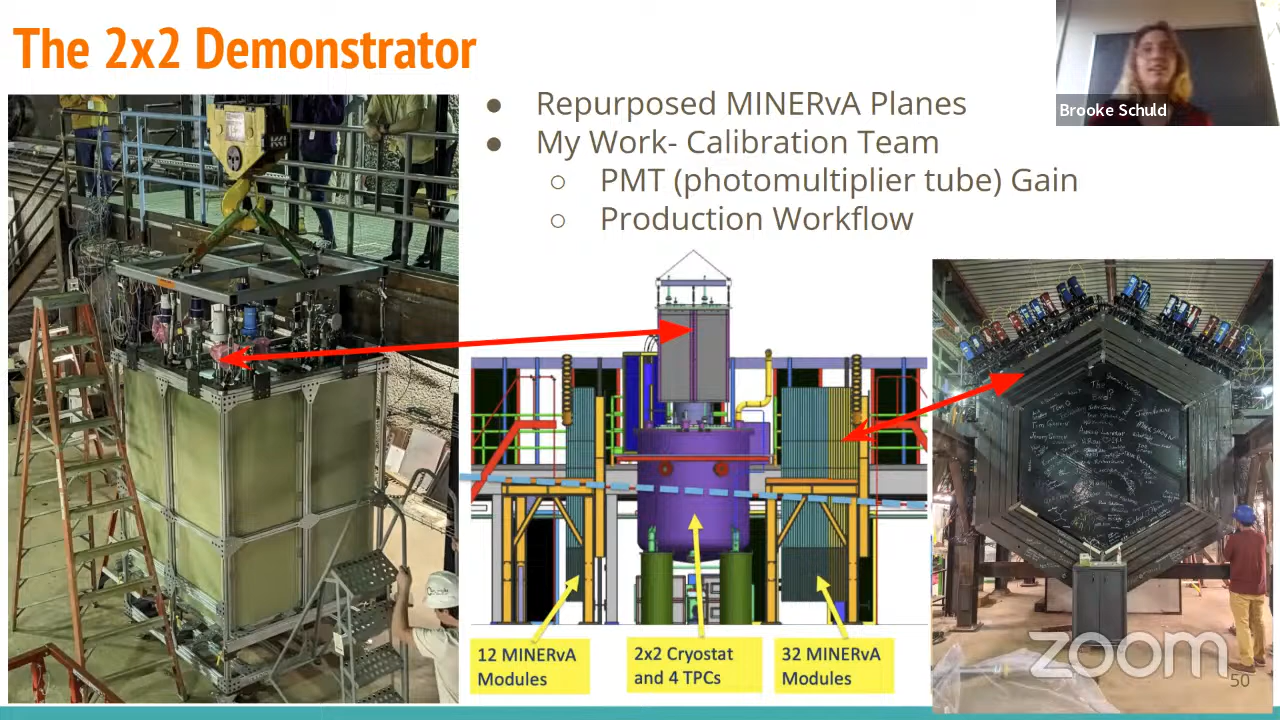 The 2x2 Demonstrator
Brooke Schuld
● Repurposed MINERvA Planes
● My Work- Calibration Team
○ PMT (photomultiplier tube) Gain
○ Production Workflow
12 MINERvA
Modules
2x2 Cryostat
and 4 TPCs
32 MINERvA
Modules
zoom
50